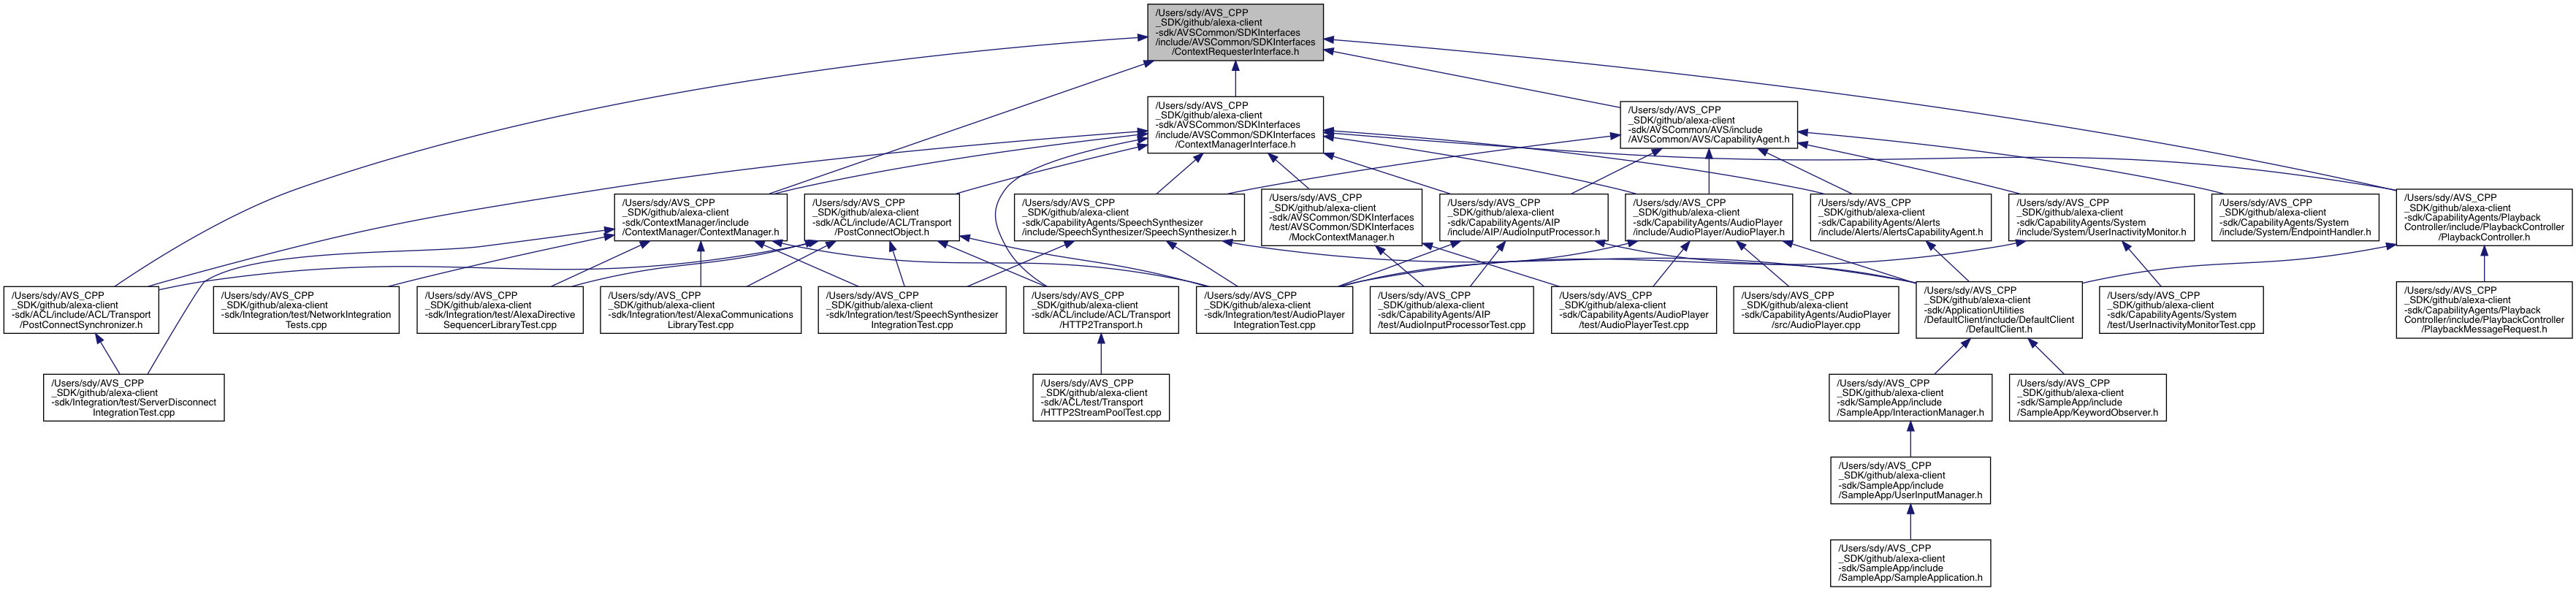 /Users/sdy/AVS_CPP
_SDK/github/alexa-client
-sdk/AVSCommon/SDKInterfaces
/include/AVSCommon/SDKInterfaces
/ContextRequesterInterface.h
/Users/sdy/AVS_CPP
_SDK/github/alexa-client
-sdk/AVSCommon/SDKInterfaces
/include/AVSCommon/SDKInterfaces
/ContextManagerInterface.h
/Users/sdy/AVS_CPP
_SDK/github/alexa-client
-sdk/AVSCommon/AVS/include
/AVSCommon/AVS/CapabilityAgent.h
/Users/sdy/AVS_CPP
_SDK/github/alexa-client
-sdk/ContextManager/include
/ContextManager/ContextManager.h
/Users/sdy/AVS_CPP
_SDK/github/alexa-client
-sdk/ACL/include/ACL/Transport
/PostConnectObject.h
/Users/sdy/AVS_CPP
_SDK/github/alexa-client
-sdk/CapabilityAgents/SpeechSynthesizer
/include/SpeechSynthesizer/SpeechSynthesizer.h
/Users/sdy/AVS_CPP
_SDK/github/alexa-client
-sdk/AVSCommon/SDKInterfaces
/test/AVSCommon/SDKInterfaces
/MockContextManager.h
/Users/sdy/AVS_CPP
_SDK/github/alexa-client
-sdk/CapabilityAgents/AIP
/include/AIP/AudioInputProcessor.h
/Users/sdy/AVS_CPP
_SDK/github/alexa-client
-sdk/CapabilityAgents/AudioPlayer
/include/AudioPlayer/AudioPlayer.h
/Users/sdy/AVS_CPP
_SDK/github/alexa-client
-sdk/CapabilityAgents/Alerts
/include/Alerts/AlertsCapabilityAgent.h
/Users/sdy/AVS_CPP
_SDK/github/alexa-client
-sdk/CapabilityAgents/System
/include/System/UserInactivityMonitor.h
/Users/sdy/AVS_CPP
_SDK/github/alexa-client
-sdk/CapabilityAgents/System
/include/System/EndpointHandler.h
/Users/sdy/AVS_CPP
_SDK/github/alexa-client
-sdk/CapabilityAgents/Playback
Controller/include/PlaybackController
/PlaybackController.h
/Users/sdy/AVS_CPP
_SDK/github/alexa-client
-sdk/ACL/include/ACL/Transport
/PostConnectSynchronizer.h
/Users/sdy/AVS_CPP
_SDK/github/alexa-client
-sdk/Integration/test/NetworkIntegration
Tests.cpp
/Users/sdy/AVS_CPP
_SDK/github/alexa-client
-sdk/Integration/test/AlexaDirective
SequencerLibraryTest.cpp
/Users/sdy/AVS_CPP
_SDK/github/alexa-client
-sdk/Integration/test/AlexaCommunications
LibraryTest.cpp
/Users/sdy/AVS_CPP
_SDK/github/alexa-client
-sdk/Integration/test/SpeechSynthesizer
IntegrationTest.cpp
/Users/sdy/AVS_CPP
_SDK/github/alexa-client
-sdk/ACL/include/ACL/Transport
/HTTP2Transport.h
/Users/sdy/AVS_CPP
_SDK/github/alexa-client
-sdk/Integration/test/AudioPlayer
IntegrationTest.cpp
/Users/sdy/AVS_CPP
_SDK/github/alexa-client
-sdk/CapabilityAgents/AIP
/test/AudioInputProcessorTest.cpp
/Users/sdy/AVS_CPP
_SDK/github/alexa-client
-sdk/CapabilityAgents/AudioPlayer
/test/AudioPlayerTest.cpp
/Users/sdy/AVS_CPP
_SDK/github/alexa-client
-sdk/CapabilityAgents/AudioPlayer
/src/AudioPlayer.cpp
/Users/sdy/AVS_CPP
_SDK/github/alexa-client
-sdk/ApplicationUtilities
/DefaultClient/include/DefaultClient
/DefaultClient.h
/Users/sdy/AVS_CPP
_SDK/github/alexa-client
-sdk/CapabilityAgents/System
/test/UserInactivityMonitorTest.cpp
/Users/sdy/AVS_CPP
_SDK/github/alexa-client
-sdk/CapabilityAgents/Playback
Controller/include/PlaybackController
/PlaybackMessageRequest.h
/Users/sdy/AVS_CPP
_SDK/github/alexa-client
-sdk/Integration/test/ServerDisconnect
IntegrationTest.cpp
/Users/sdy/AVS_CPP
_SDK/github/alexa-client
-sdk/ACL/test/Transport
/HTTP2StreamPoolTest.cpp
/Users/sdy/AVS_CPP
_SDK/github/alexa-client
-sdk/SampleApp/include
/SampleApp/InteractionManager.h
/Users/sdy/AVS_CPP
_SDK/github/alexa-client
-sdk/SampleApp/include
/SampleApp/KeywordObserver.h
/Users/sdy/AVS_CPP
_SDK/github/alexa-client
-sdk/SampleApp/include
/SampleApp/UserInputManager.h
/Users/sdy/AVS_CPP
_SDK/github/alexa-client
-sdk/SampleApp/include
/SampleApp/SampleApplication.h